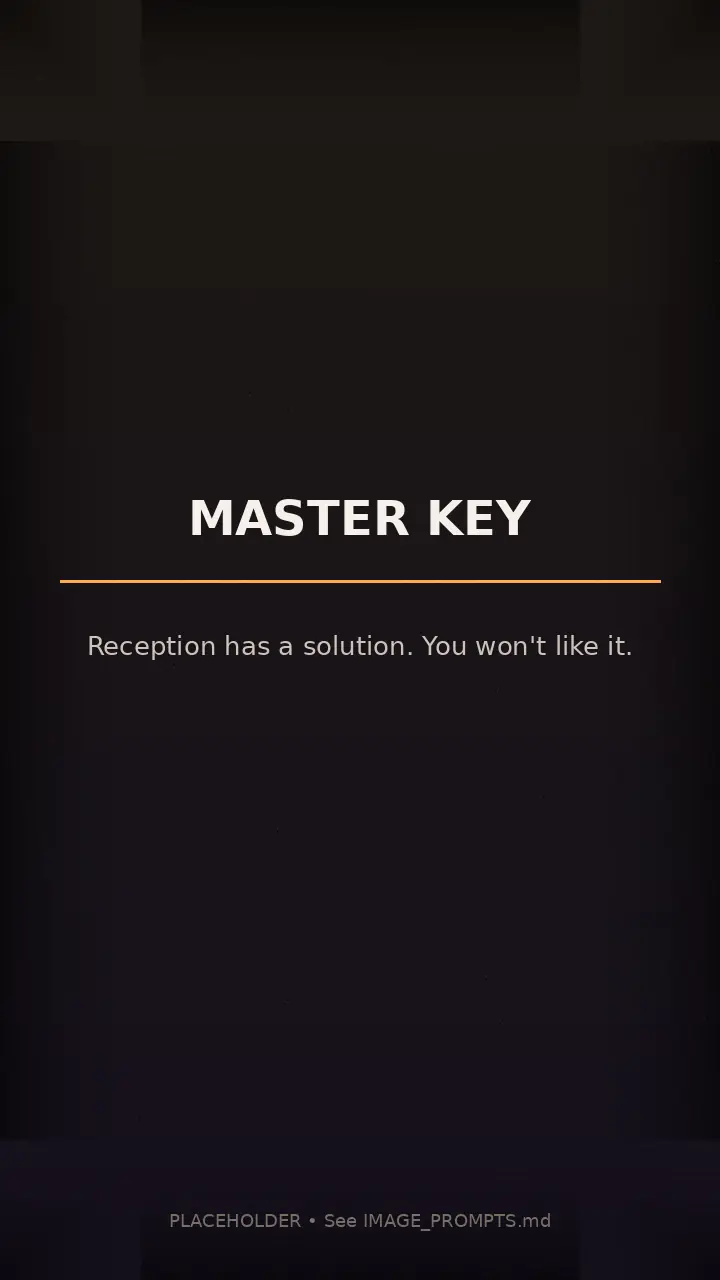 MASTER KEY
Reception has a solution. You won't like it.
PLACEHOLDER • See IMAGE_PROMPTS.md